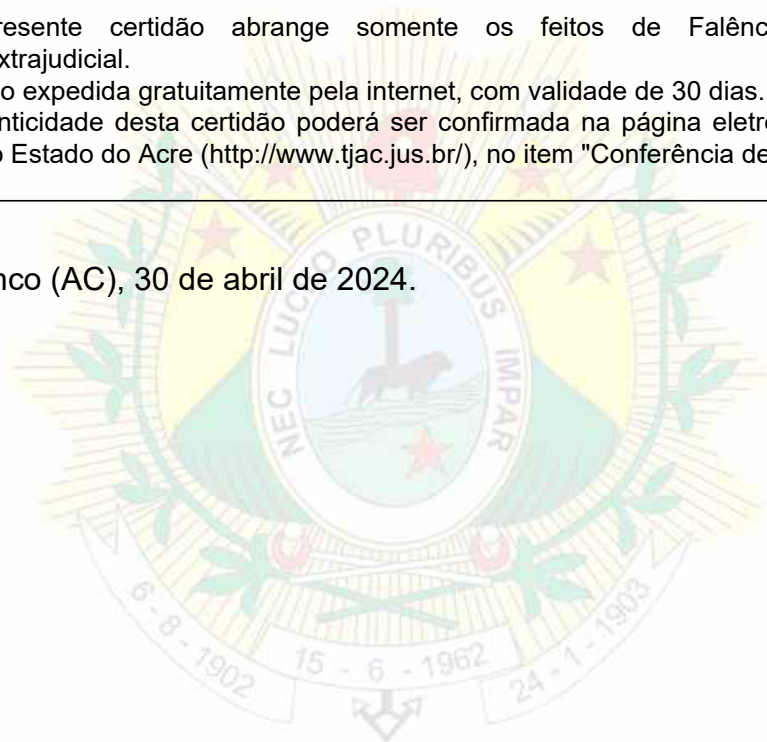 resente certidão abrange somente os feitos de Falênc
xtrajudicial.
o expedida gratuitamente pela internet, com validade de 30 dias.
nticidade desta certidão poderá ser confirmada na página eletr
o Estado do Acre (http://www.tjac.jus.br/), no item "Conferência de
nco (AC), 30 de abril de 2024.
NEC LUCEO PLURIBUS IMPAR
6 - 8 - 1902
15 - 6 - 1962
24 - 1 - 1903